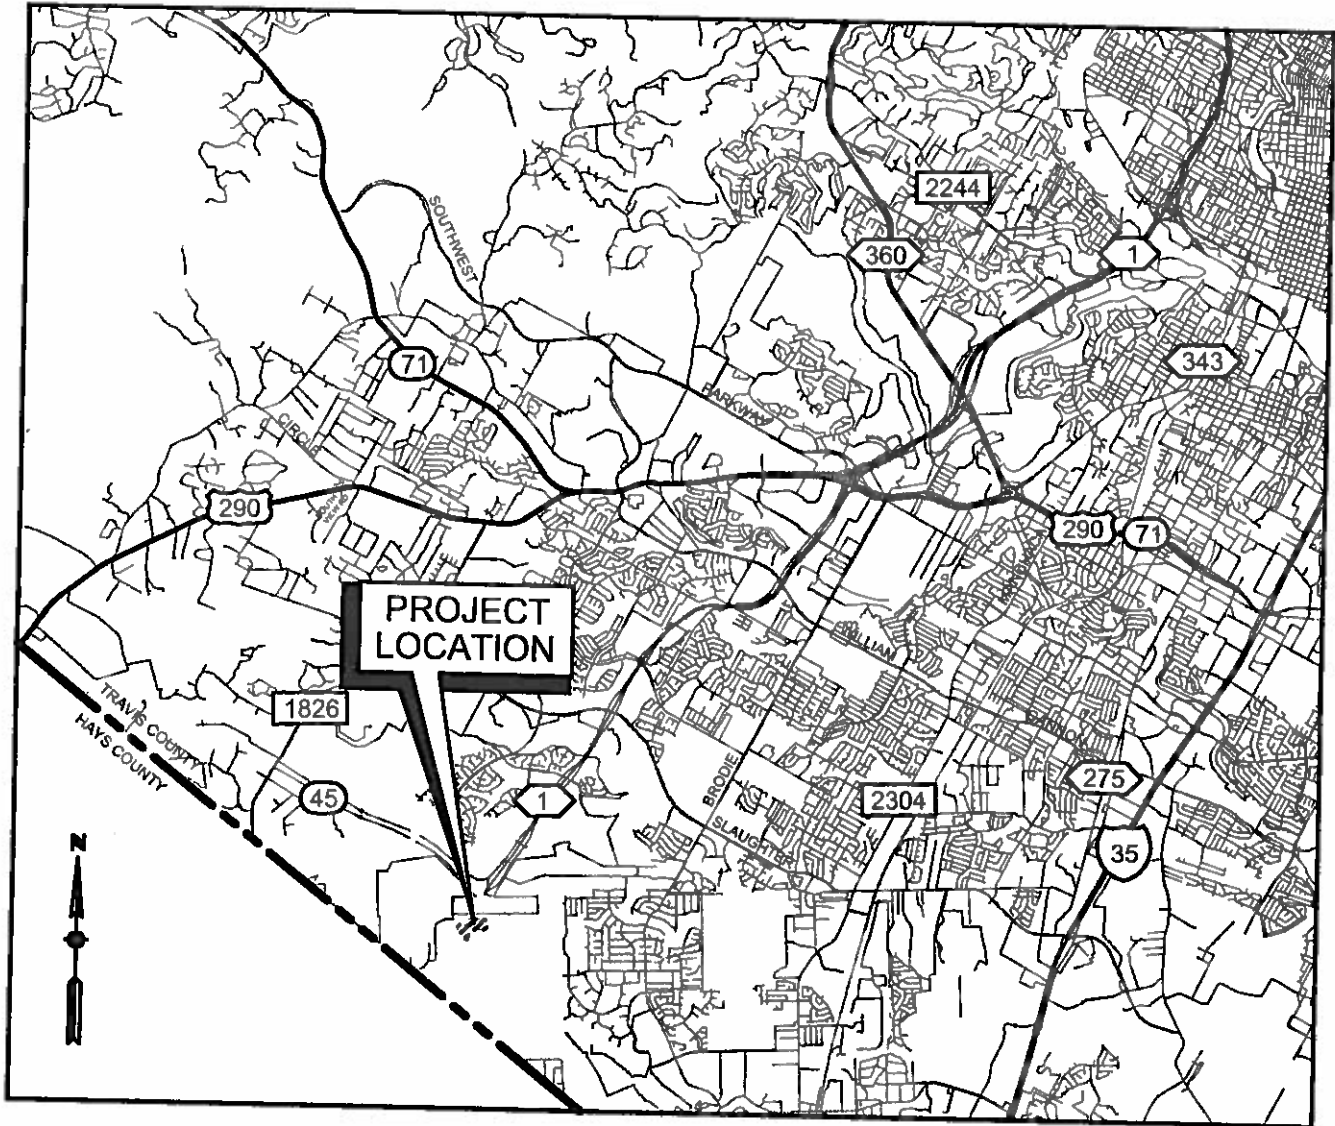 SOUTHWEST
2244
360
1
343
71
PARKWAY
CIRCLE
290
290
71
PROJECT
LOCATION
WILLIAM
CANNON
1826
TRAVIS COUNTY
HAYS COUNTY
45
1
BRODIE
SLAUGHTER
2304
275
35
N